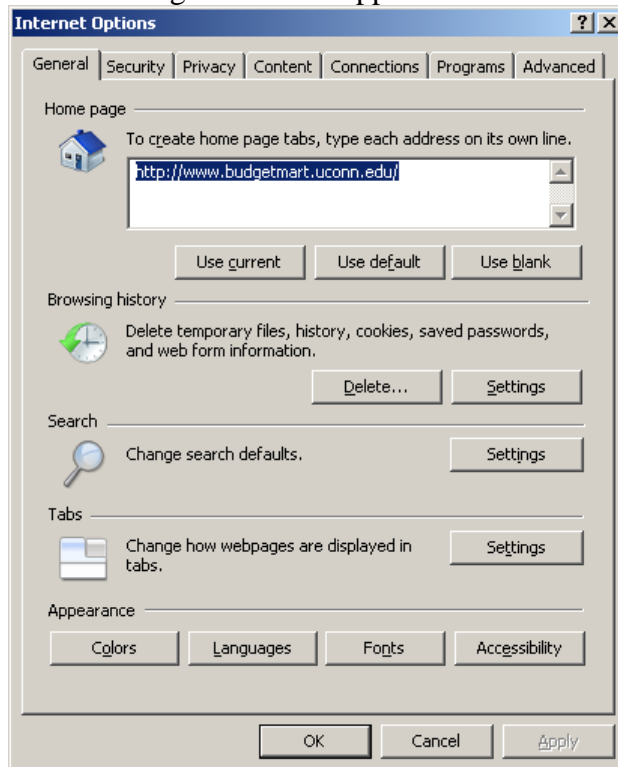 Internet Options
General Security Privacy Content Connections Programs Advanced
Home page
To create home page tabs, type each address on its own line.
http://www.budgetmart.uconn.edu/
Use current Use default Use blank
Browsing history
Delete temporary files, history, cookies, saved passwords,
and web form information.
Delete... Settings
Search
Change search defaults. Settings
Tabs
Change how webpages are displayed in
tabs.
Settings
Appearance
Colors Languages Fonts Accessibility
OK Cancel Apply